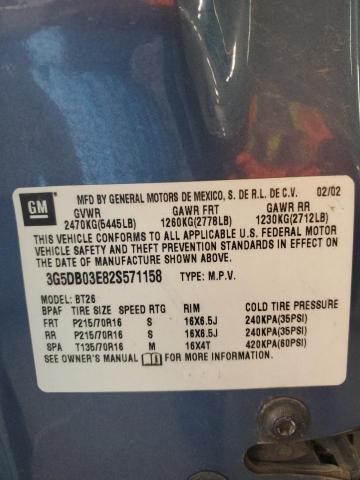 GM
MFD BY GENERAL MOTORS DE MEXICO, S. DE R.L. DE C.V. 02/02
GVWR GAWR FRT GAWR RR
2470KG(5445LB) 1260KG(2778LB) 1230KG(2712LB)
THIS VEHICLE CONFORMS TO ALL APPLICABLE U.S. FEDERAL MOTOR
VEHICLE SAFETY AND THEFT PREVENTION STANDARDS IN EFFECT ON
THE DATE OF MANUFACTURE SHOWN ABOVE.
3G5DB03E82S571158 TYPE: M.P.V.
MODEL: BT26
BPAF TIRE SIZE SPEED RTG RIM COLD TIRE PRESSURE
FRT P215/70R16 S 16X6.5J 240KPA(35PSI)
RR P215/70R16 S 16X6.5J 240KPA(35PSI)
SPA T135/70R16 M 16X4T 420KPA(60PSI)
SEE OWNER'S MANUAL FOR MORE INFORMATION.